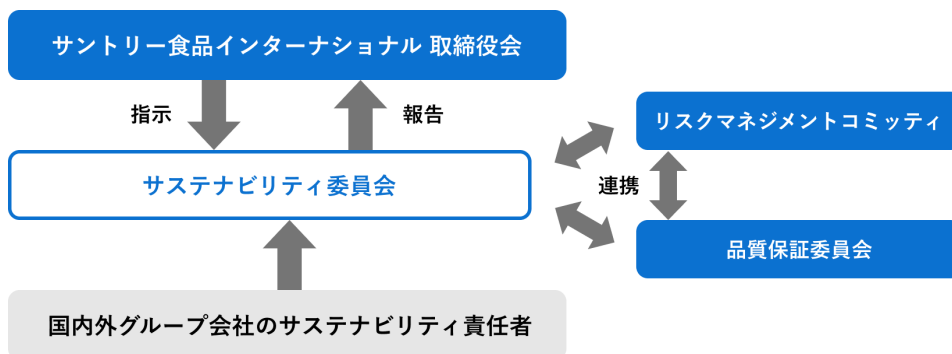 サントリー食品インターナショナル 取締役会
指示
報告
リスクマネジメントコミッティ
サステナビリティ委員会
連携
品質保証委員会
国内外グループ会社のサステナビリティ責任者